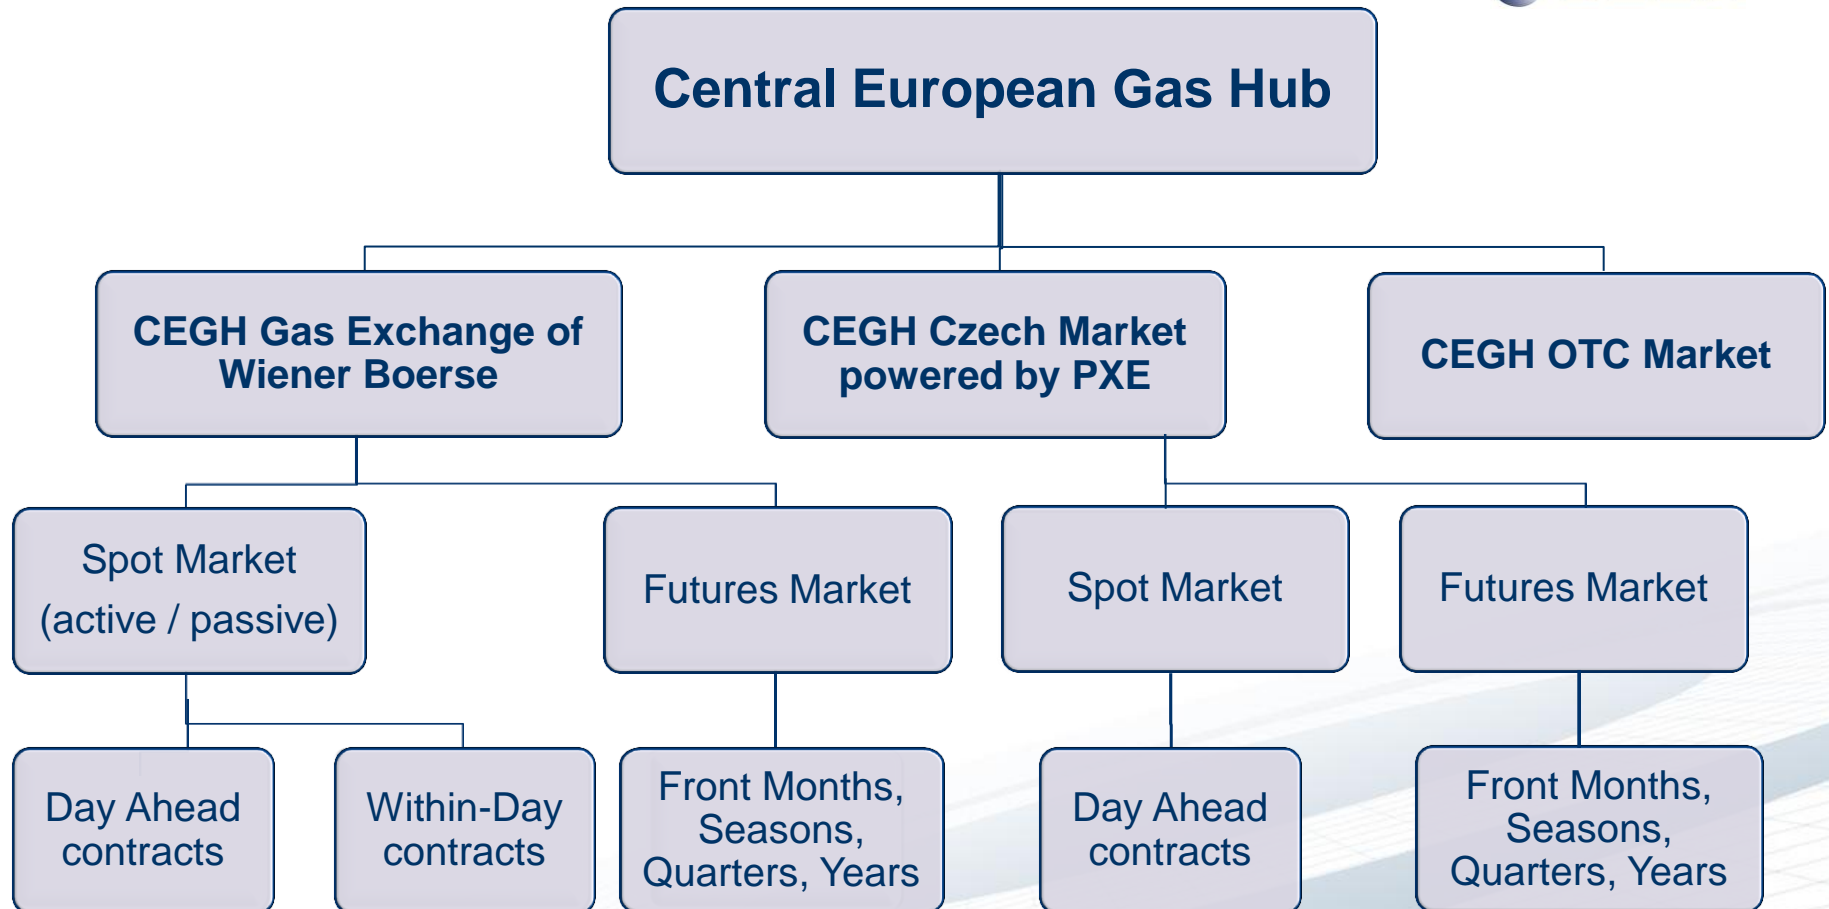 Central European Gas Hub
CEGH Gas Exchange of
Wiener Boerse
CEGH Czech Market
powered by PXE
CEGH OTC Market
Spot Market
(active / passive)
Futures Market
Spot Market
Futures Market
Day Ahead
contracts
Within-Day
contracts
Front Months,
Seasons,
Quarters, Years
Day Ahead
contracts
Front Months,
Seasons,
Quarters, Years